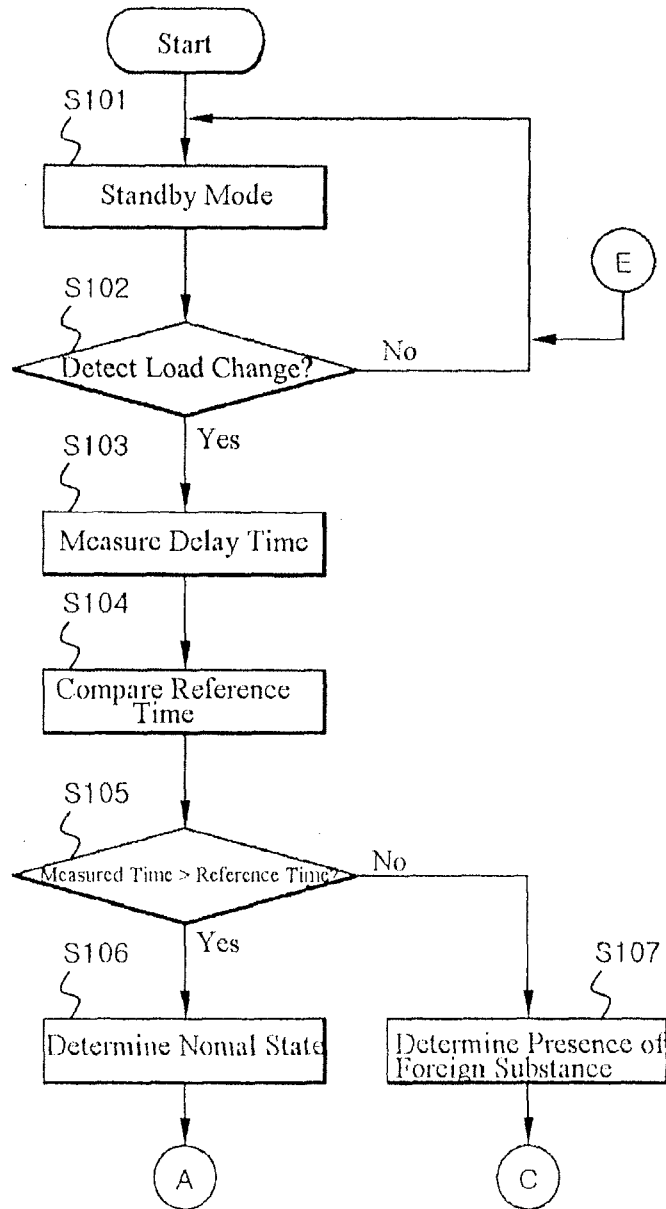 Start
S101
Standby Mode
E
S102
Detect Load Change?
No
Yes
S103
Measure Delay Time
S104
Compare Reference
Time
S105
Measured Time > Reference Time?
No
Yes
S106
Determine Nomal State
S107
Determine Presence of
Foreign Substance
A
C